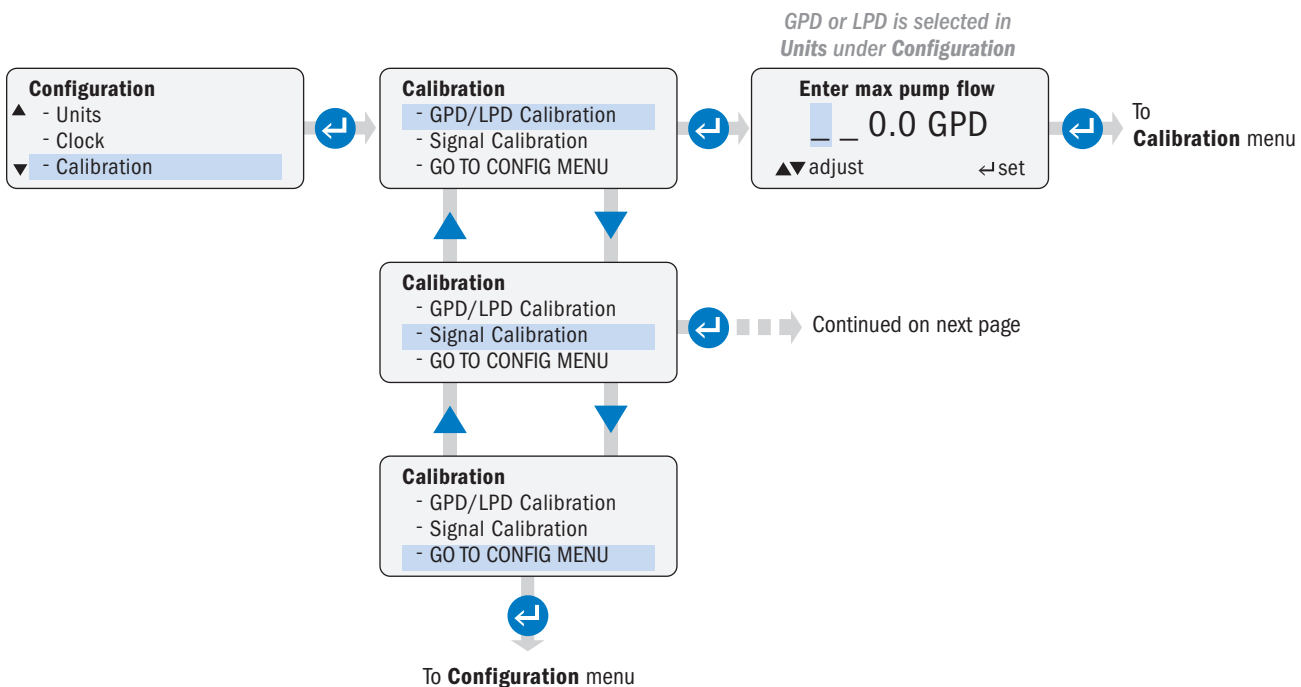 GPD or LPD is selected in
Units under Configuration
Configuration
▲ - Units
- Clock
▼ - Calibration
Calibration
- GPD/LPD Calibration
- Signal Calibration
- GO TO CONFIG MENU
Enter max pump flow
_ _ 0.0 GPD
▲▼ adjust ↵ set
To
Calibration menu
Calibration
- GPD/LPD Calibration
- Signal Calibration
- GO TO CONFIG MENU
Continued on next page
Calibration
- GPD/LPD Calibration
- Signal Calibration
- GO TO CONFIG MENU
To Configuration menu